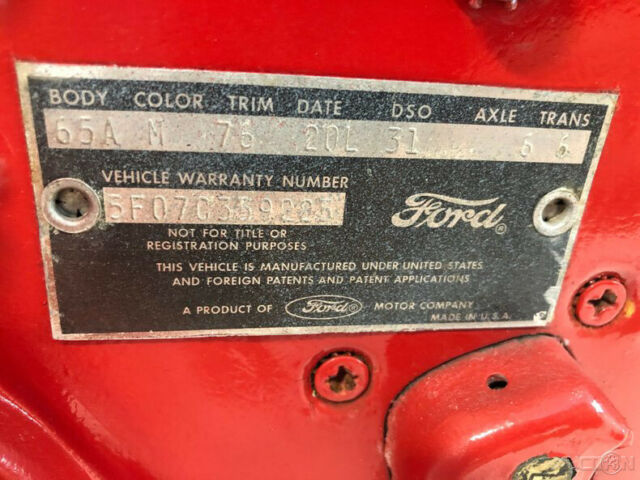 BODY COLOR TRIM DATE DSO AXLE TRANS
65A M 76 20L 31 6 6
VEHICLE WARRANTY NUMBER
5F07C359223
Ford®
NOT FOR TITLE OR
REGISTRATION PURPOSES
THIS VEHICLE IS MANUFACTURED UNDER UNITED STATES
AND FOREIGN PATENTS AND PATENT APPLICATIONS
A PRODUCT OF Ford® MOTOR COMPANY
MADE IN U.S.A.